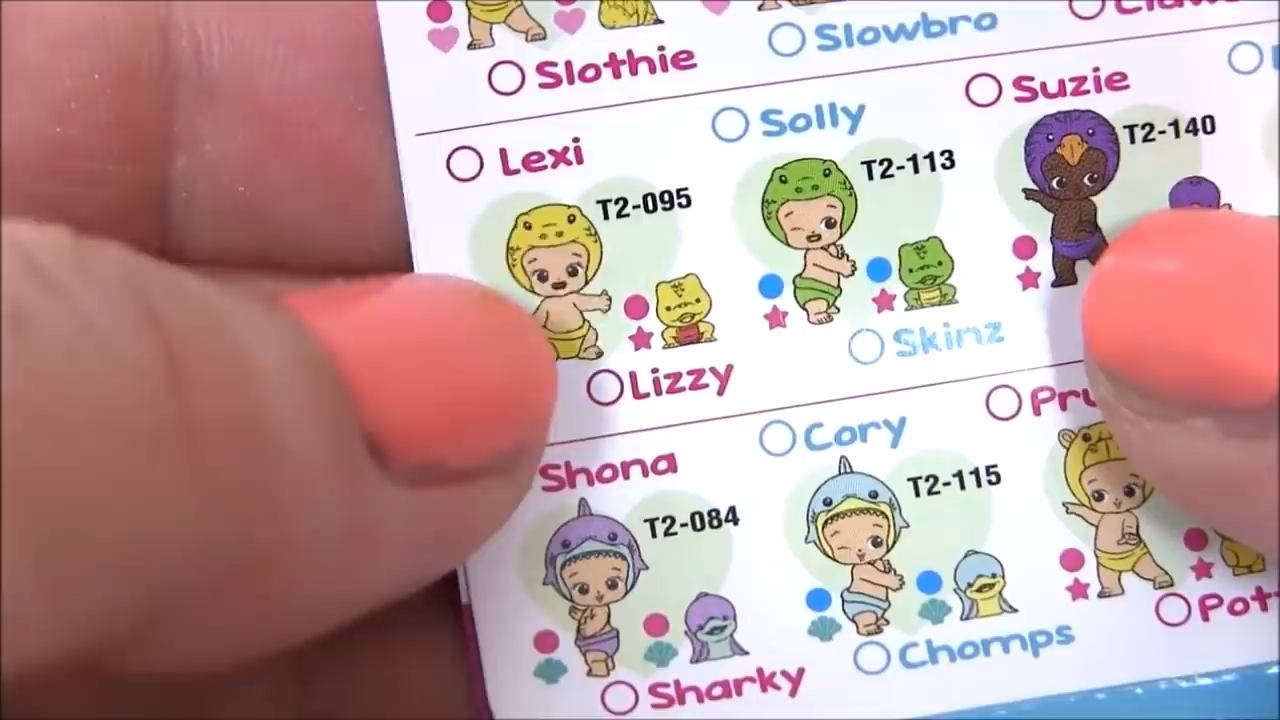 Slothie
Slowbro
Lexi
Solly
Suzie
T2-095
T2-113
T2-140
Lizzy
Skinz
Shona
Cory
T2-084
T2-115
Sharky
Chomps